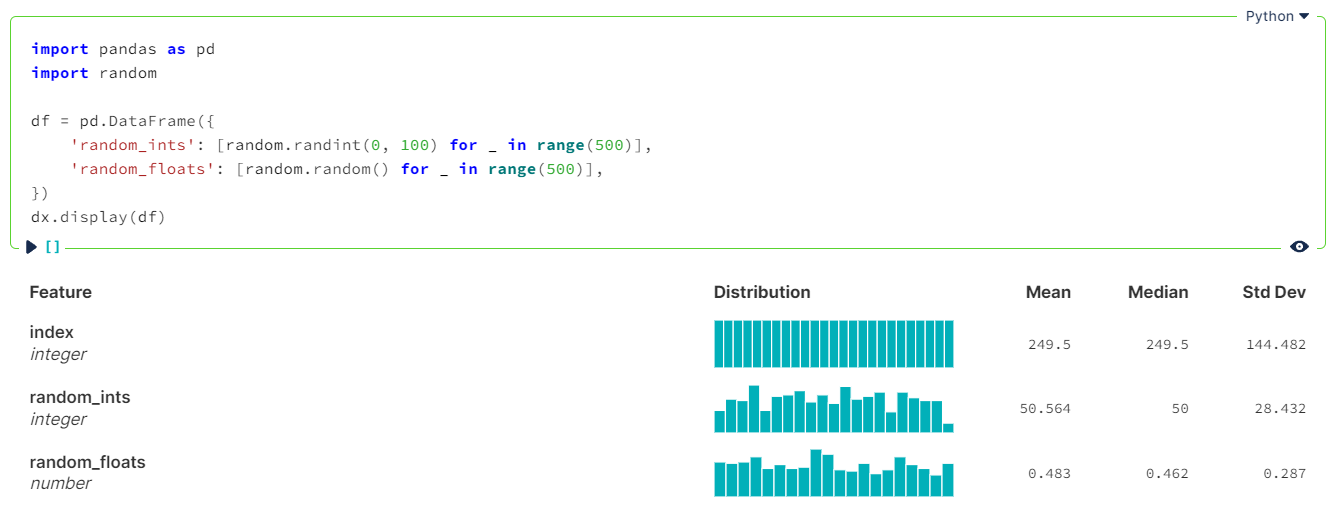 Python
import pandas as pd
import random
df = pd.DataFrame({
    'random_ints': [random.randint(0, 100) for _ in range(500)],
    'random_floats': [random.random() for _ in range(500)],
})
dx.display(df)
[]
Feature Distribution Mean Median Std Dev
index
integer
249.5 249.5 144.482
random_ints
integer
50.564 50 28.432
random_floats
number
0.483 0.462 0.287